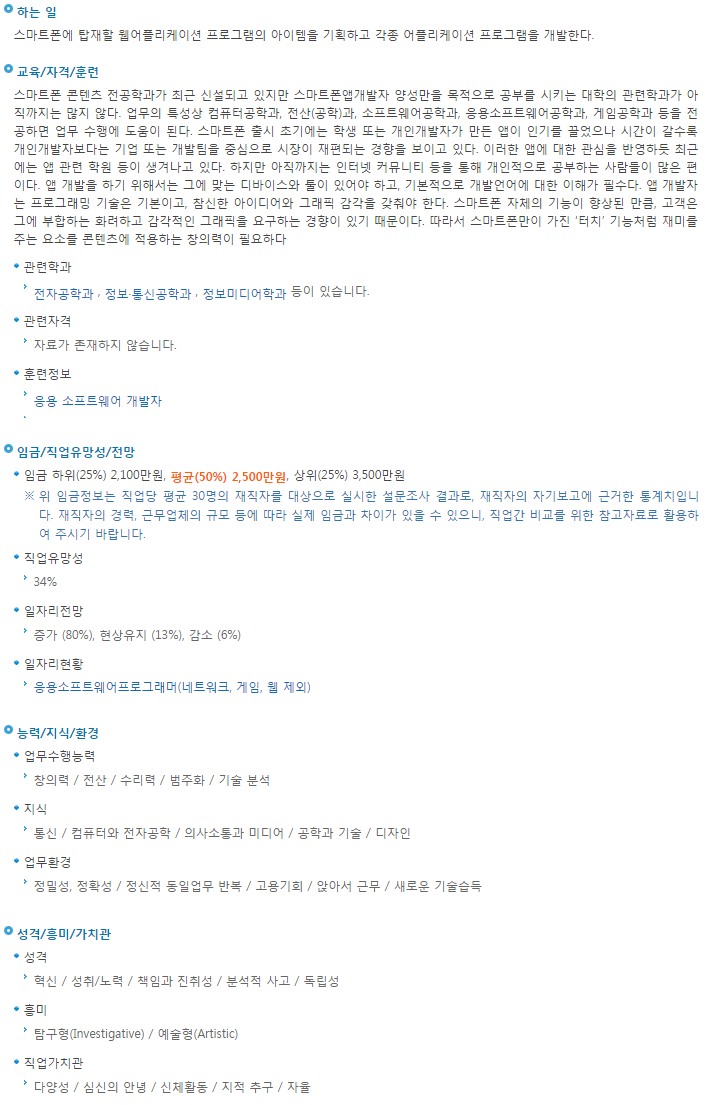 하는 일
스마트폰에 탑재할 웹어플리케이션 프로그램의 아이템을 기획하고 각종 어플리케이션 프로그램을 개발한다.
교육/자격/훈련
스마트폰 콘텐츠 전공학과가 최근 신설되고 있지만 스마트폰앱개발자 양성만을 목적으로 공부를 시키는 대학의 관련학과가 아
직까지는 많지 않다. 업무의 특성상 컴퓨터공학과, 전산(공학)과, 소프트웨어공학과, 응용소프트웨어공학과, 게임공학과 등을 전
공하면 업무 수행에 도움이 된다. 스마트폰 출시 초기에는 학생 또는 개인개발자가 만든 앱이 인기를 끌었으나 시간이 갈수록
개인개발자보다는 기업 또는 개발팀을 중심으로 시장이 재편되는 경향을 보이고 있다. 이러한 앱에 대한 관심을 반영하듯 최근
에는 앱 관련 학원 등이 생겨나고 있다. 하지만 아직까지는 인터넷 커뮤니티 등을 통해 개인적으로 공부하는 사람들이 많은 편
이다. 앱 개발을 하기 위해서는 그에 맞는 디바이스와 툴이 있어야 하고, 기본적으로 개발언어에 대한 이해가 필수다. 앱 개발자
는 프로그래밍 기술은 기본이고, 참신한 아이디어와 그래픽 감각을 갖춰야 한다. 스마트폰 자체의 기능이 향상된 만큼, 고객은
그에 부합하는 화려하고 감각적인 그래픽을 요구하는 경향이 있기 때문이다. 따라서 스마트폰만이 가진 '터치' 기능처럼 재미를
주는 요소를 콘텐츠에 적용하는 창의력이 필요하다
관련학과
전자공학과 , 정보·통신공학과 , 정보미디어학과 등이 있습니다.
관련자격
자료가 존재하지 않습니다.
훈련정보
응용 소프트웨어 개발자
임금/직업유망성/전망
임금 하위(25%) 2,100만원, 평균(50%) 2,500만원, 상위(25%) 3,500만원
※ 위 임금정보는 직업당 평균 30명의 재직자를 대상으로 실시한 설문조사 결과로, 재직자의 자기보고에 근거한 통계치입니
다. 재직자의 경력, 근무업체의 규모 등에 따라 실제 임금과 차이가 있을 수 있으니, 직업간 비교를 위한 참고자료로 활용하
여 주시기 바랍니다.
직업유망성
34%
일자리전망
증가 (80%), 현상유지 (13%), 감소 (6%)
일자리현황
응용소프트웨어프로그래머(네트워크, 게임, 웹 제외)
능력/지식/환경
업무수행능력
창의력 / 전산 / 수리력 / 범주화 / 기술 분석
지식
통신 / 컴퓨터와 전자공학 / 의사소통과 미디어 / 공학과 기술 / 디자인
업무환경
정밀성, 정확성 / 정신적 동일업무 반복 / 고용기회 / 앉아서 근무 / 새로운 기술습득
성격/흥미/가치관
성격
혁신 / 성취/노력 / 책임과 진취성 / 분석적 사고 / 독립성
흥미
탐구형(Investigative) / 예술형(Artistic)
직업가치관
다양성 / 심신의 안녕 / 신체활동 / 지적 추구 / 자율